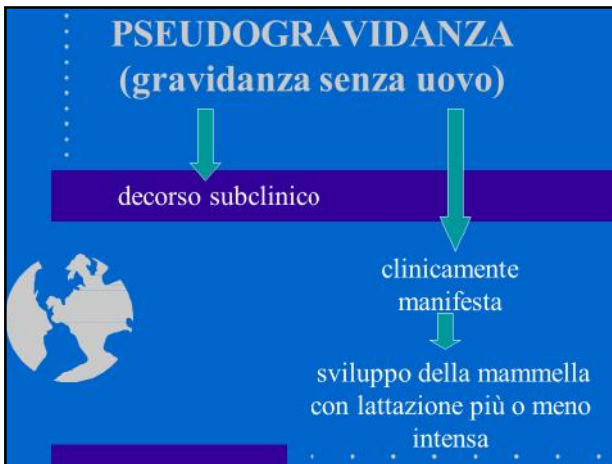 PSEUDOGRAVIDANZA
(gravidanza senza uovo)
decorso subclinico
clinicamente
manifesta
sviluppo della mammella
con lattazione più o meno
intensa